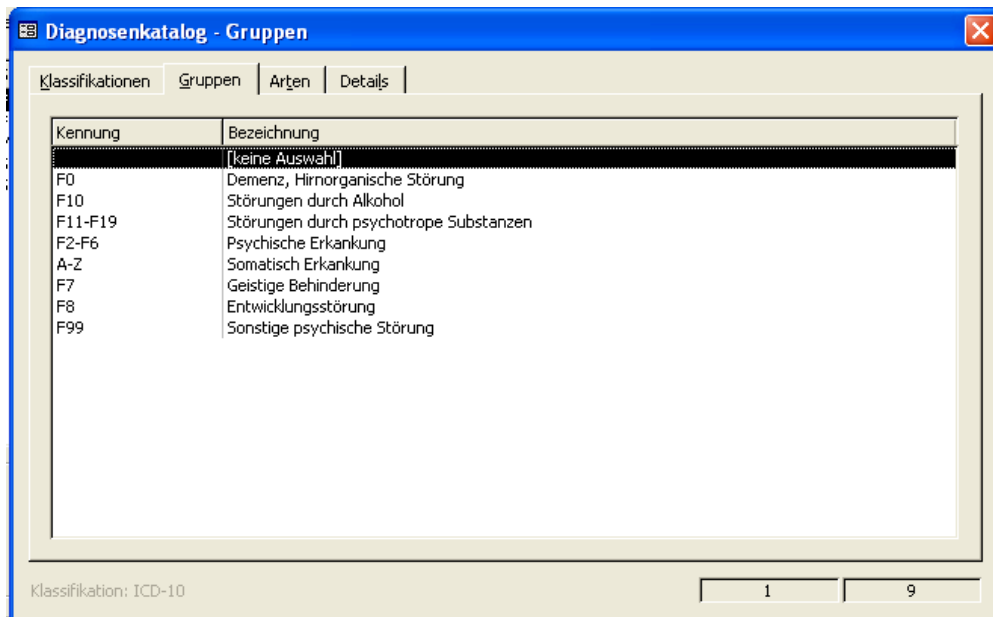 Diagnosenkatalog - Gruppen
Klassifikationen Gruppen Arten Details
Kennung Bezeichnung
[keine Auswahl]
F0 Demenz, Hirnorganische Störung
F10 Störungen durch Alkohol
F11-F19 Störungen durch psychotrope Substanzen
F2-F6 Psychische Erkankung
A-Z Somatisch Erkankung
F7 Geistige Behinderung
F8 Entwicklungsstörung
F99 Sonstige psychische Störung
Klassifikation: ICD-10 1 9